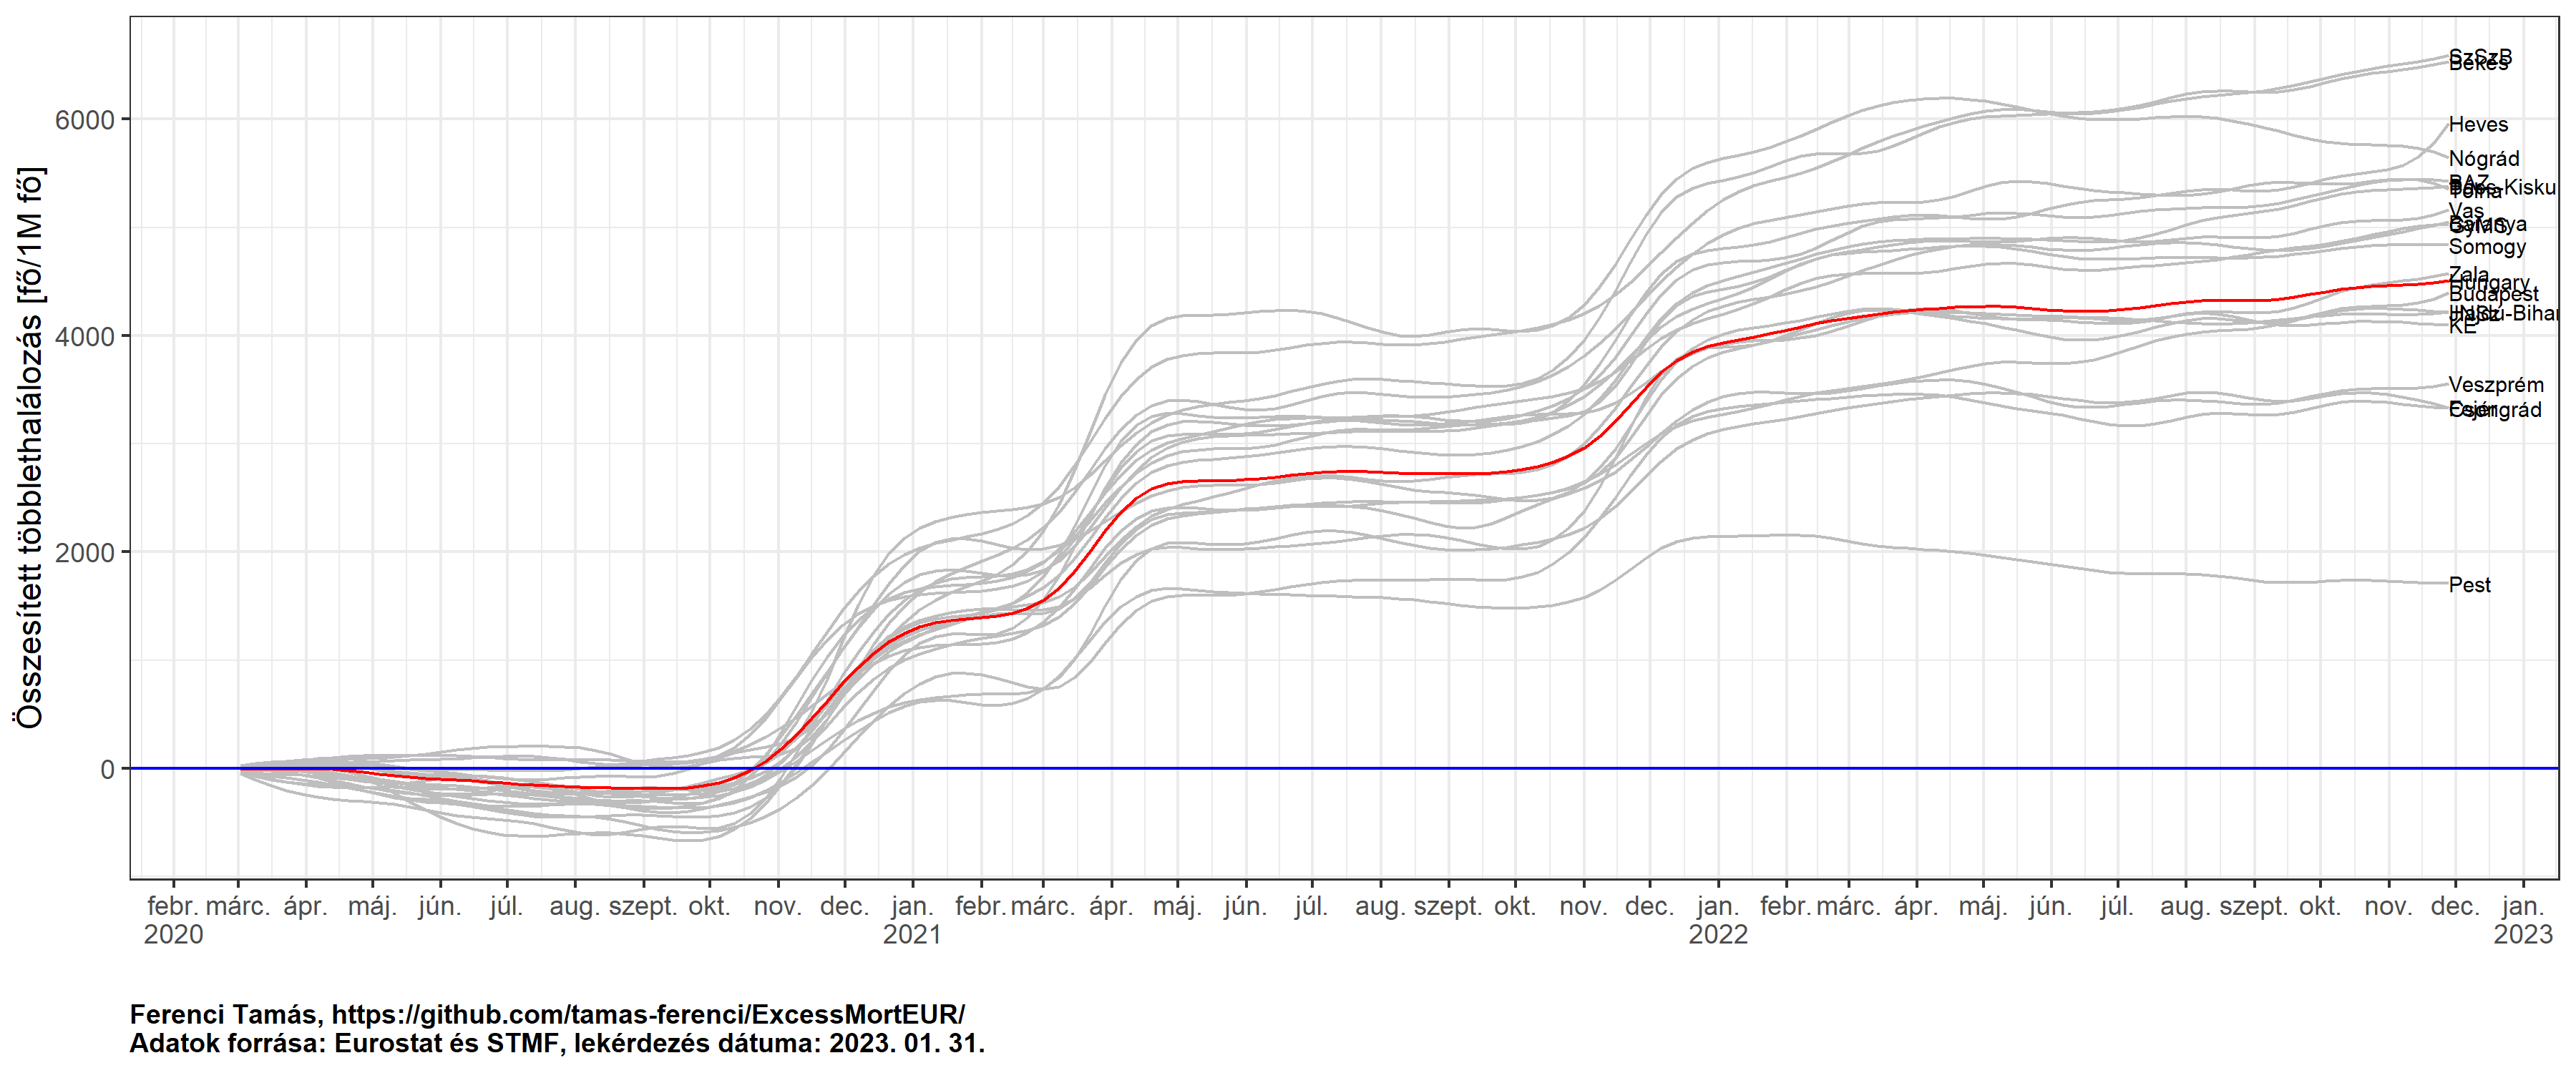 Összesített többlethalálozás [fő/1M fő]
6000
4000
2000
0
SzSzB
Békés
Heves
Nógrád
BAZ
Tolna
Vas
Baranya
GyMS
Somogy
Zala
Hungary
Budapest
JNSz
KE
Veszprém
Fejér
Csongrád
Pest
febr. márc. ápr. máj. jún. júl. aug. szept. okt. nov. dec. jan. febr. márc. ápr. máj. jún. júl. aug. szept. okt. nov. dec. jan. febr. márc. ápr. máj. jún. júl. aug. szept. okt. nov. dec. jan.
2020 2021 2022 2023
Ferenci Tamás, https://github.com/tamas-ferenci/ExcessMortEUR/
Adatok forrása: Eurostat és STMF, lekérdezés dátuma: 2023. 01. 31.